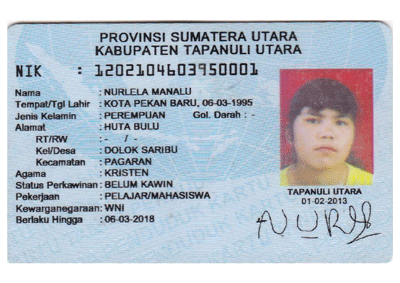 PROVINSI SUMATERA UTARA
KABUPATEN TAPANULI UTARA
NIK : 1202104603950001
Nama : NURLELA MANALU
Tempat/Tgl Lahir : KOTA PEKAN BARU, 06-03-1995
Jenis Kelamin : PEREMPUAN Gol. Darah : -
Alamat : HUTA BULU
RT/RW : - / -
Kel/Desa : DOLOK SARIBU
Kecamatan : PAGARAN
Agama : KRISTEN
Status Perkawinan: BELUM KAWIN
Pekerjaan : PELAJAR/MAHASISWA
Kewarganegaraan: WNI
Berlaku Hingga : 06-03-2018
TAPANULI UTARA
01-02-2013